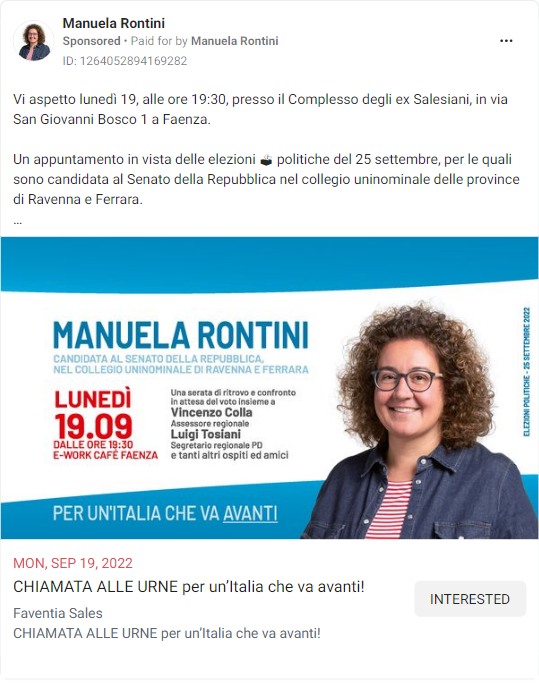 Manuela Rontini
Sponsored • Paid for by Manuela Rontini
ID: 1264052894169282
Vi aspetto lunedì 19, alle ore 19:30, presso il Complesso degli ex Salesiani, in via
San Giovanni Bosco 1 a Faenza.
Un appuntamento in vista delle elezioni 🗳 politiche del 25 settembre, per le quali
sono candidata al Senato della Repubblica nel collegio uninominale delle province
di Ravenna e Ferrara.
...
MANUELA RONTINI
CANDIDATA AL SENATO DELLA REPUBBLICA,
NEL COLLEGIO UNINOMINALE DI RAVENNA E FERRARA
LUNEDÌ
19.09
DALLE ORE 19:30
E-WORK CAFÉ FAENZA
Una serata di ritrovo e confronto
in attesa del voto insieme a
Vincenzo Colla
Assessore regionale
Luigi Tosiani
Segretario regionale PD
e tanti altri ospiti ed amici
ELEZIONI POLITICHE - 25 SETTEMBRE 2022
PER UN'ITALIA CHE VA AVANTI
MON, SEP 19, 2022
CHIAMATA ALLE URNE per un’Italia che va avanti!
INTERESTED
Faventia Sales
CHIAMATA ALLE URNE per un’Italia che va avanti!